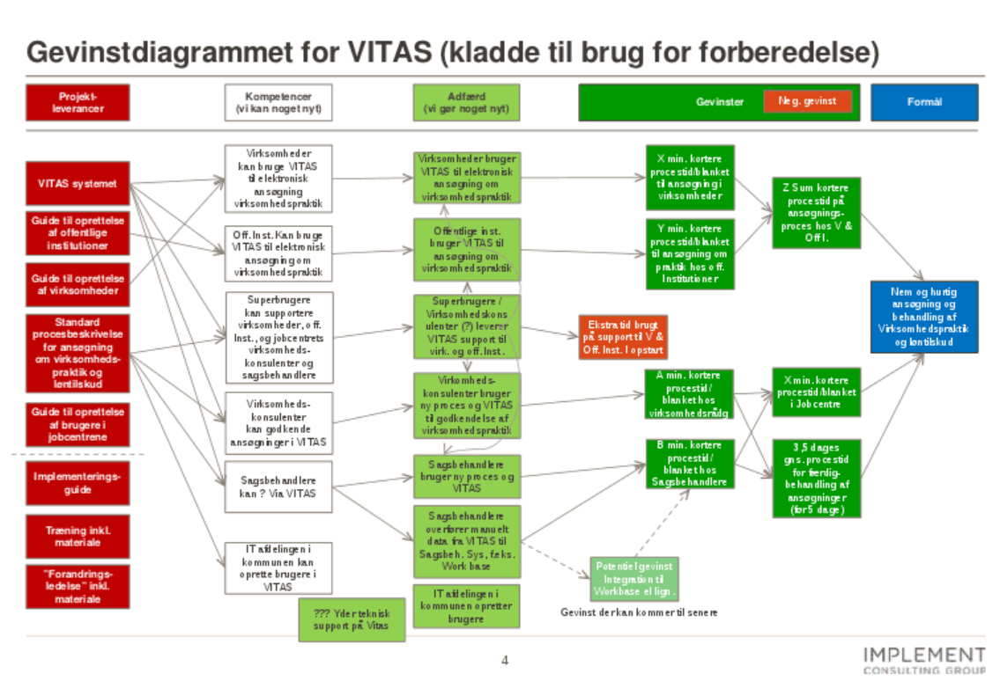 Gevinstdiagrammet for VITAS (kladde til brug for forberedelse)
Projekt-
leverancer
Kompetencer
(vi kan noget nyt)
Adfærd
(vi gør noget nyt)
Gevinster
Neg. gevinst
Formål
VITAS systemet
Guide til oprettelse
af offentlige
institutioner
Guide til oprettelse
af virksomheder
Standard
procesbeskrivelse
for ansøgning
om virksomheds-
praktik og
løntilskud
Guide til oprettelse
af brugere i
jobcentrene
Implementerings-
guide
Træning inkl.
materiale
"Forandrings-
ledelse" inkl.
materiale
Virksomheder
kan bruge VITAS
til elektronisk
ansøgning
virksomhedspraktik
Off. Inst. Kan bruge
VITAS til elektronisk
ansøgning om
virksomhedspraktik
Superbrugere
kan supportere
virksomheder, off.
Inst., og jobcentrets
virksomheds-
konsulenter og
sagsbehandlere
Virksomheds-
konsulenter
kan godkende
ansøgninger i VITAS
Sagsbehandlere
kan ? Via VITAS
IT afdelingen i
kommunen kan
oprette brugere i
VITAS
??? Yder teknisk
support på Vitas
Virksomheder bruger
VITAS til elektronisk
ansøgning om
virksomhedspraktik
Offentlige inst.
bruger VITAS til
ansøgning om
virksomhedspraktik
Superbrugere /
Virksomhedskons
ulenter (?) leverer
VITAS support til
virk. og off. Inst.
Virkomheds-
konsulenter bruger
ny proces og VITAS
til godkendelse af
virksomhedspraktik
Sagsbehandlere
bruger ny proces og
VITAS
Sagsbehandlere
overfører manuelt
data fra VITAS til
Sagsbeh. Sys, f.eks.
Work base
IT afdelingen i
kommunen opretter
brugere
X min. kortere
procestid/blanket
til ansøgning i
virksomheder
Y min. kortere
procestid/blanket
til ansøgning om
praktik hos off.
Institutioner
Ekstra tid brugt
på support til V &
Off. Inst. I opstart
A min. kortere
procestid/
blanket hos
virksomhedsrådg
B min. kortere
procestid/
blanket hos
Sagsbehandlere
Potentiel gevinst
Integration til
Workbase el lign.
Gevinst der kan kommer til senere
Z Sum kortere
procestid på
ansøgnings-
proces hos V &
Off I.
X min. kortere
procestid/blanket
i Jobcentre
3,5 dages
gns. procestid
for færdig-
behandling af
ansøgninger
(før 5 dage)
Nem og hurtig
ansøgning og
behandling af
Virksomhedspraktik
og løntilskud
4
IMPLEMENT
CONSULTING GROUP